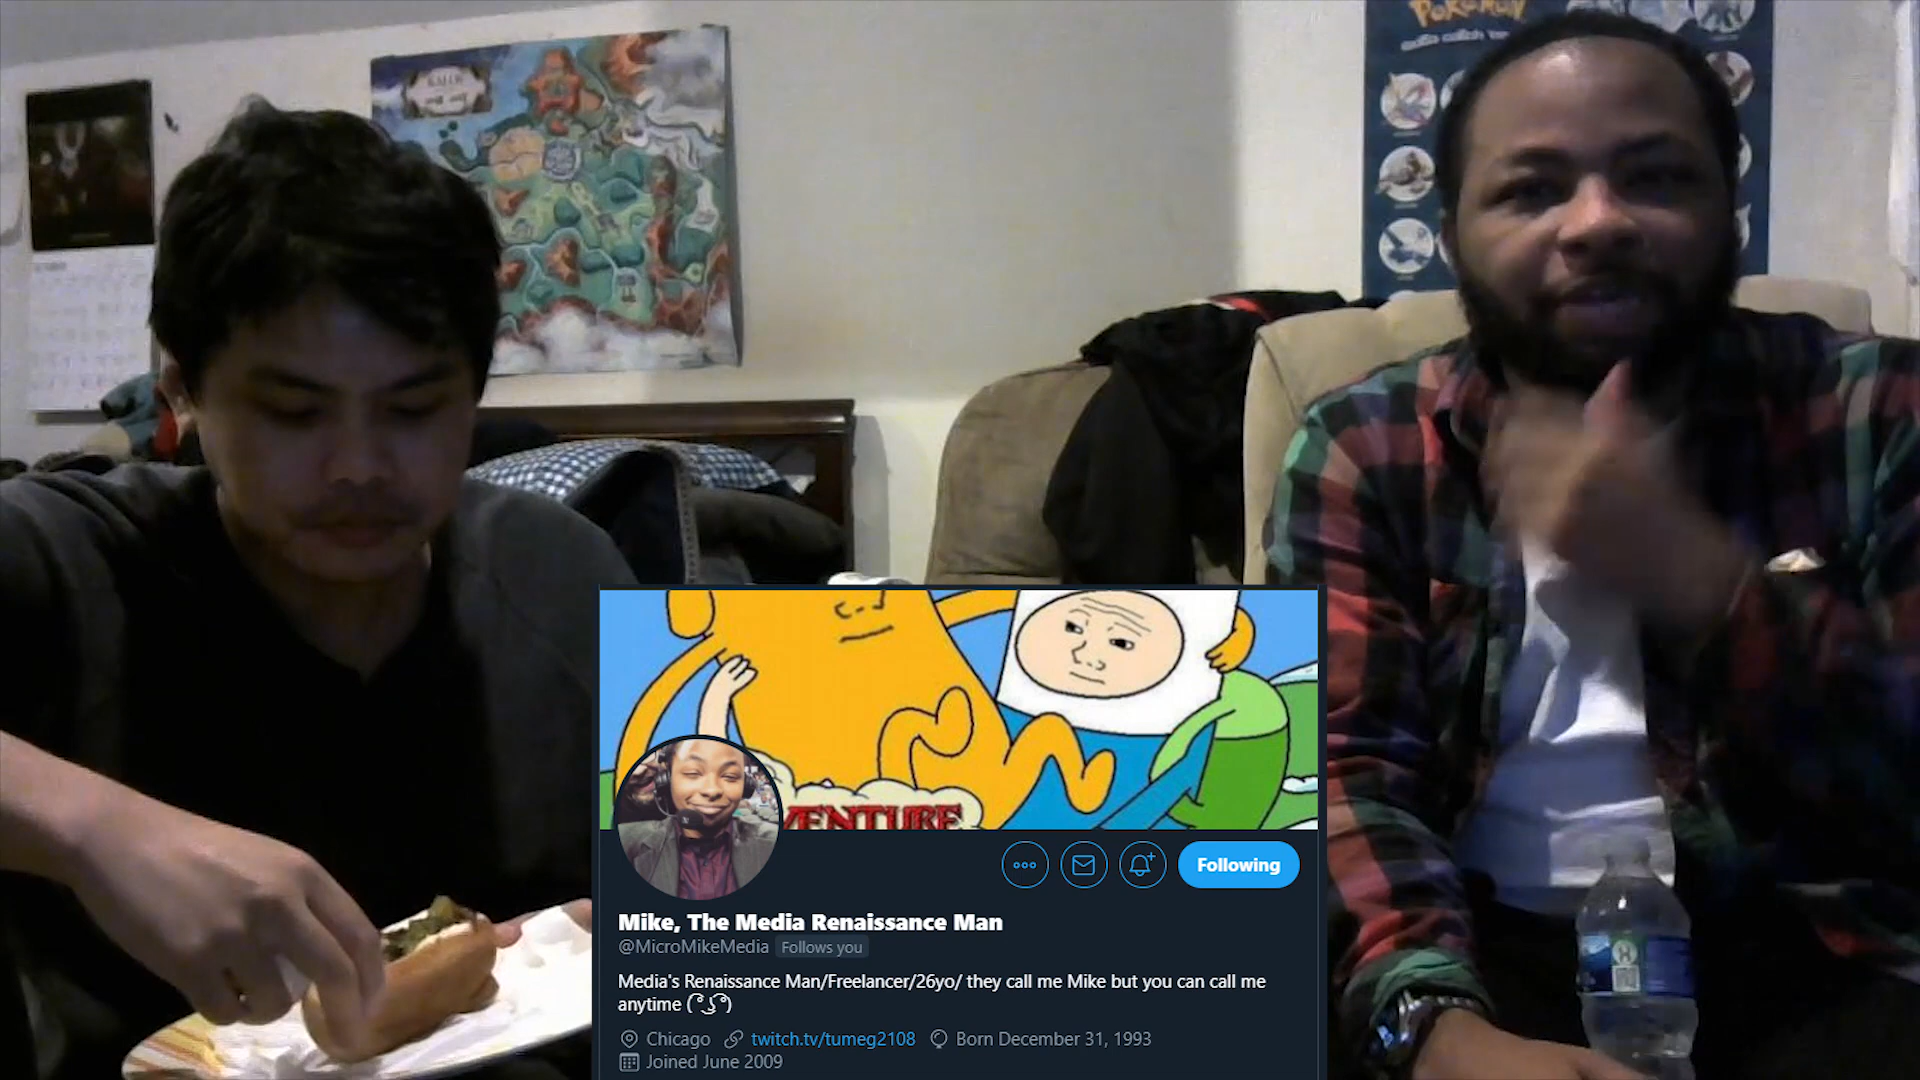 POKéMON
VENTURE
Following
Mike, The Media Renaissance Man
@MicroMikeMedia Follows you
Media's Renaissance Man/Freelancer/26yo/ they call me Mike but you can call me
anytime ( ͡° ͜ʖ ͡°)
Chicago twitch.tv/tumeg2108 Born December 31, 1993
Joined June 2009